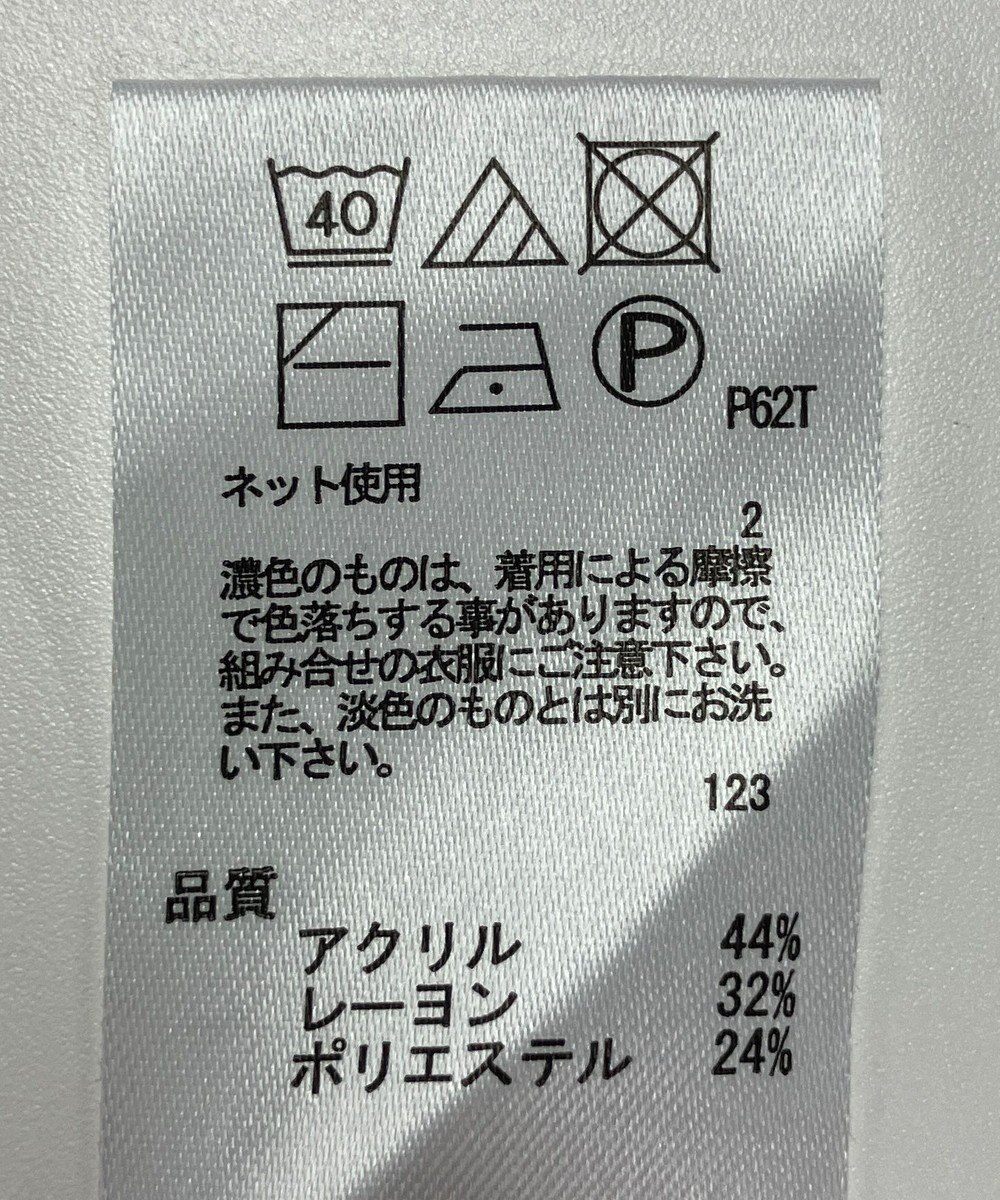 40
P
P62T
ネット使用
2
濃色のものは、着用による摩擦
で色落ちする事がありますので、
組み合せの衣服にご注意下さい。
また、淡色のものとは別にお洗
い下さい。
123
品質
アクリル 44%
レーヨン 32%
ポリエステル 24%